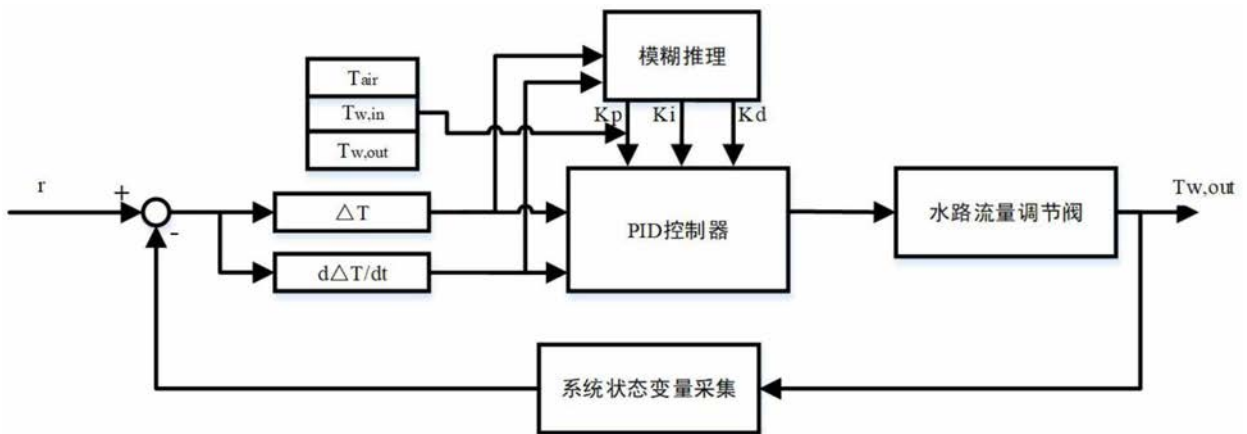 模糊推理
Tair
Tw,in
Tw,out
Kp
Ki
Kd
r
+
-
△T
d△T/dt
PID控制器
水路流量调节阀
Tw,out
系统状态变量采集